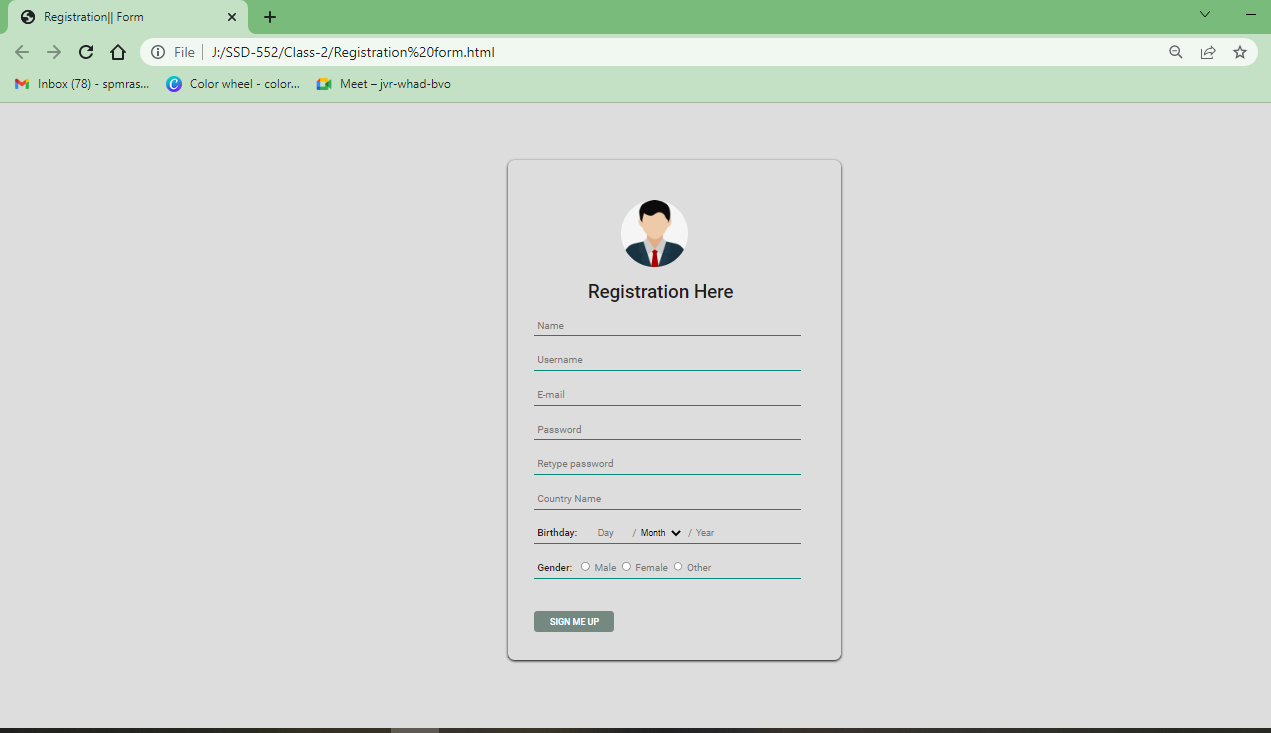 Registration|| Form
File | J:/SSD-552/Class-2/Registration%20form.html
Inbox (78) - spmras... Color wheel - color... Meet – jvr-whad-bvo
Registration Here
Name
Username
E-mail
Password
Retype password
Country Name
Birthday: Day / Month / Year
Gender: Male Female Other
SIGN ME UP